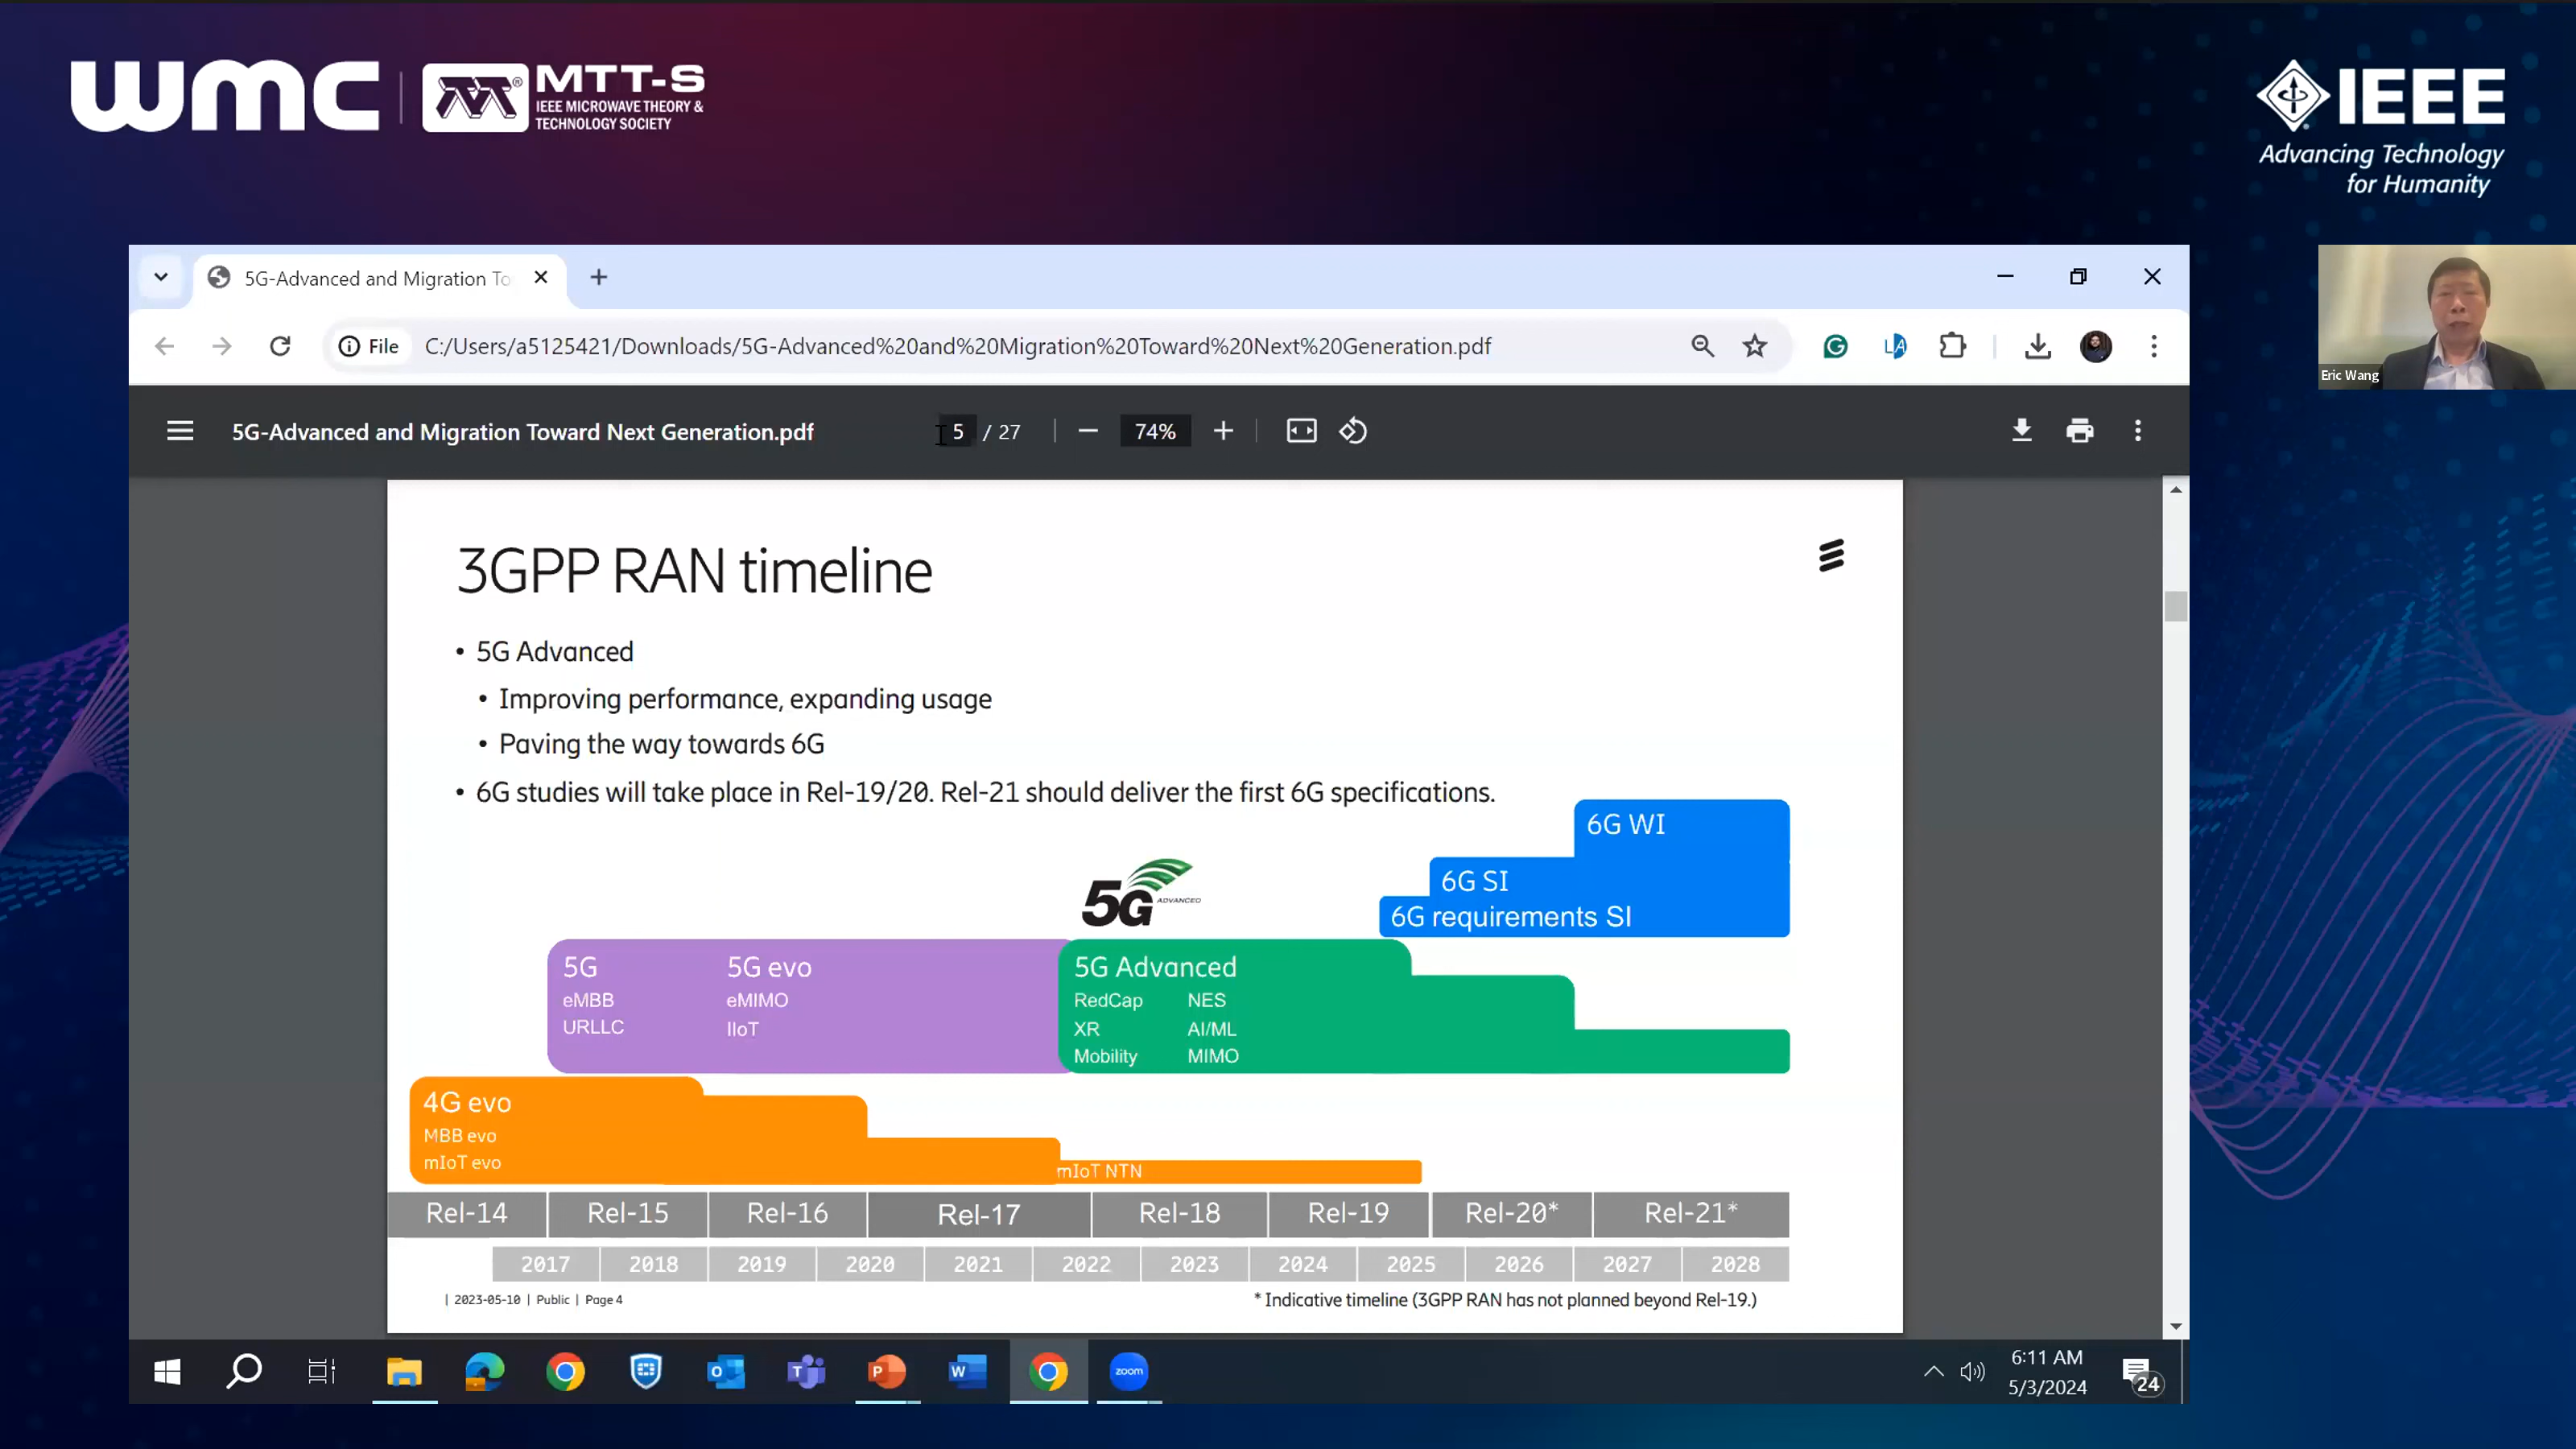 wmc
MTT-S
IEEE MICROWAVE THEORY &
TECHNOLOGY SOCIETY
IEEE
Advancing Technology
for Humanity
5G-Advanced and Migration To
File
C:/Users/a5125421/Downloads/5G-Advanced%20and%20Migration%20Toward%20Next%20Generation.pdf
Eric Wang
5G-Advanced and Migration Toward Next Generation.pdf
5 / 27
74%
3GPP RAN timeline
• 5G Advanced
• Improving performance, expanding usage
• Paving the way towards 6G
• 6G studies will take place in Rel-19/20. Rel-21 should deliver the first 6G specifications.
6G WI
6G SI
6G requirements SI
5G ADVANCED
5G
5G evo
5G Advanced
eMBB
eMIMO
RedCap
NES
URLLC
IIoT
XR
AI/ML
Mobility
MIMO
4G evo
MBB evo
mIoT evo
mIoT NTN
Rel-14 Rel-15 Rel-16 Rel-17 Rel-18 Rel-19 Rel-20* Rel-21*
2017 2018 2019 2020 2021 2022 2023 2024 2025 2026 2027 2028
| 2023-05-10 | Public | Page 4
* Indicative timeline (3GPP RAN has not planned beyond Rel-19.)
zoom
6:11 AM
5/3/2024
24